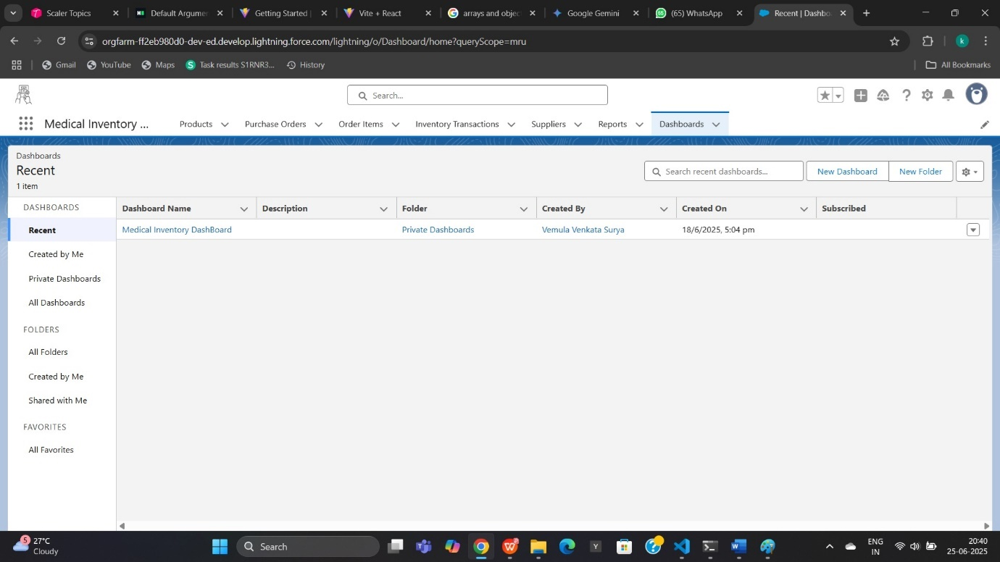 Scaler Topics
Default Argumen
Getting Started
Vite + React
arrays and objec
Google Gemini
(65) WhatsApp
Recent | Dashbo
orgfarm-ff2eb980d0-dev-ed.develop.lightning.force.com/lightning/o/Dashboard/home?queryScope=mru
k
Gmail
YouTube
Maps
Task results S1RNR3...
History
All Bookmarks
Search...
Medical Inventory ...
Products
Purchase Orders
Order Items
Inventory Transactions
Suppliers
Reports
Dashboards
Dashboards
Recent
1 item
Search recent dashboards...
New Dashboard
New Folder
DASHBOARDS
Recent
Created by Me
Private Dashboards
All Dashboards
FOLDERS
All Folders
Created by Me
Shared with Me
FAVORITES
All Favorites
Dashboard Name Description Folder Created By Created On Subscribed
Medical Inventory DashBoard Private Dashboards Vemula Venkata Surya 18/6/2025, 5:04 pm
5
27°C
Cloudy
Search
Y
ENG
IN
20:40
25-06-2025